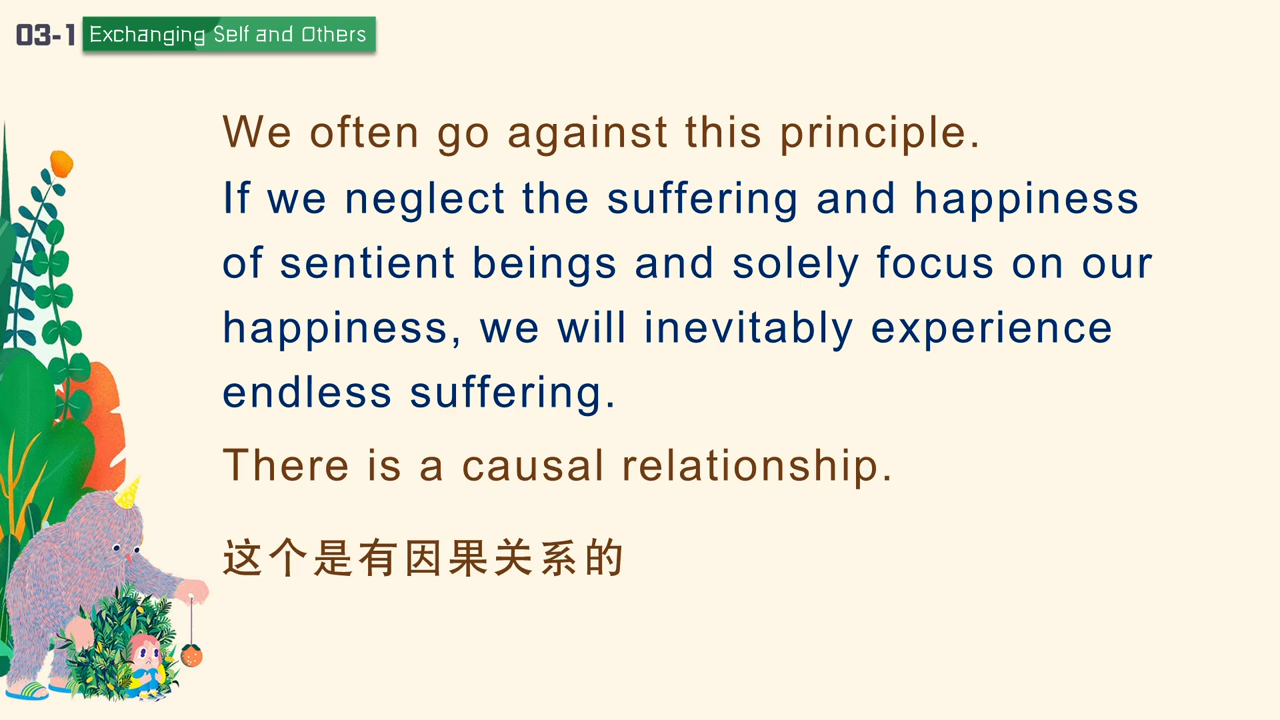 03-1 Exchanging Self and Others
We often go against this principle.
If we neglect the suffering and happiness
of sentient beings and solely focus on our
happiness, we will inevitably experience
endless suffering.
There is a causal relationship.
这个是有因果关系的